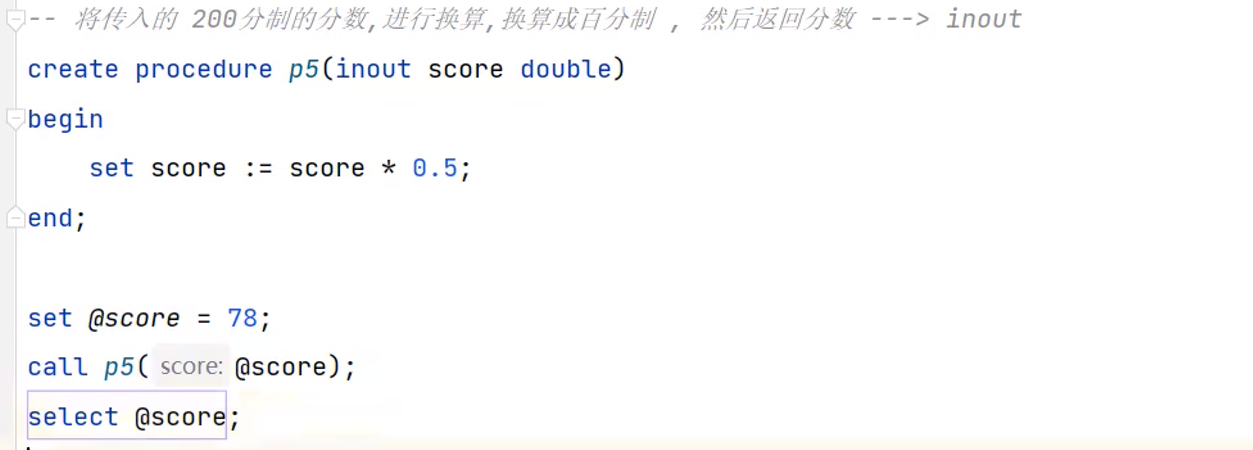 -- 将传入的 200分制的分数,进行换算,换算成百分制 , 然后返回分数 ---> inout
create procedure p5(inout score double)
begin
    set score := score * 0.5;
end;
set @score = 78;
call p5( score: @score);
select @score;